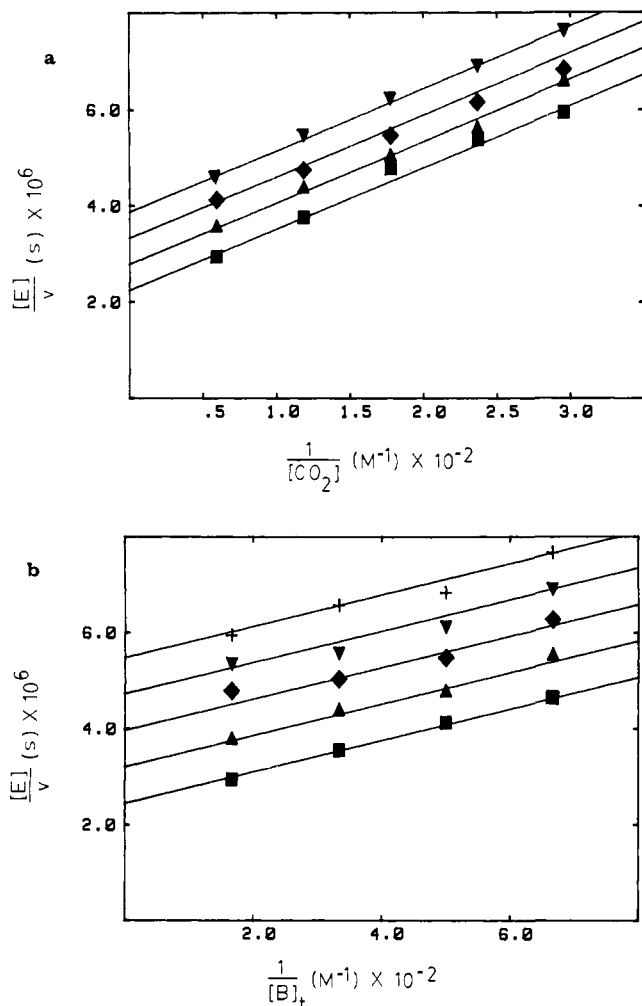 a
6.0
4.0
2.0
[E]/v (s) X 10^6
.5 1.0 1.5 2.0 2.5 3.0
1/[CO2] (M^-1) X 10^-2
b
6.0
4.0
2.0
[E]/v (s) X 10^6
2.0 4.0 6.0
1/[B]t (M^-1) X 10^-2